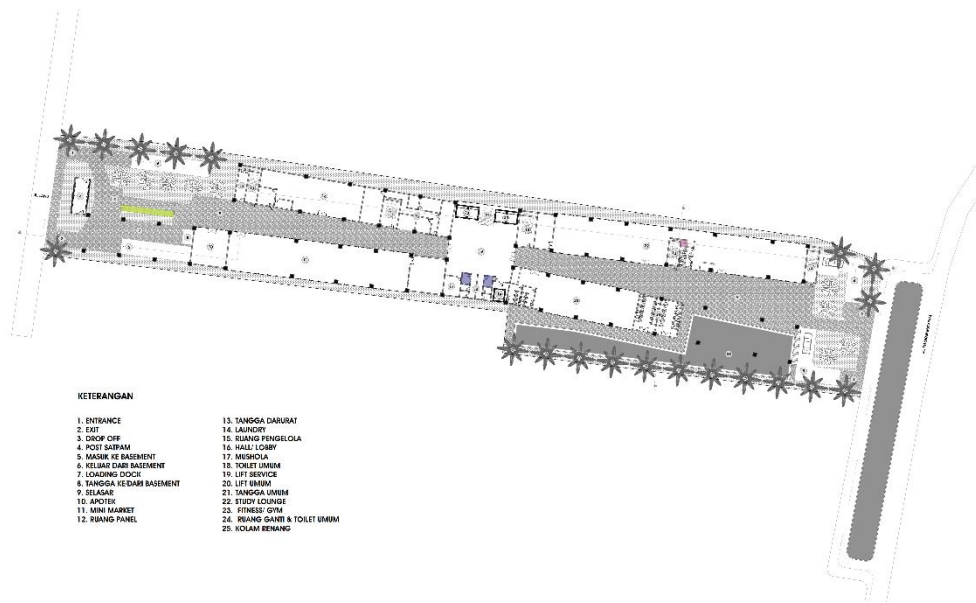 KETERANGAN
1. ENTRANCE
2. EXIT
3. DROP OFF
4. POST SATPAM
5. MASUK KE BASEMENT
6. KELUAR DARI BASEMENT
7. LOADING DOCK
8. TANGGA KE/DARI BASEMENT
9. SELASAR
10. APOTEK
11. MINI MARKET
12. RUANG PANEL
13. TANGGA DARURAT
14. LAUNDRY
15. RUANG PENGELOLA
16. HALL/ LOBBY
17. MUSHOLA
18. TOILET UMUM
19. LIFT SERVICE
20. LIFT UMUM
21. TANGGA UMUM
22. STUDY LOUNGE
23. FITNESS/ GYM
24. RUANG GANTI & TOILET UMUM
25. KOLAM RENANG